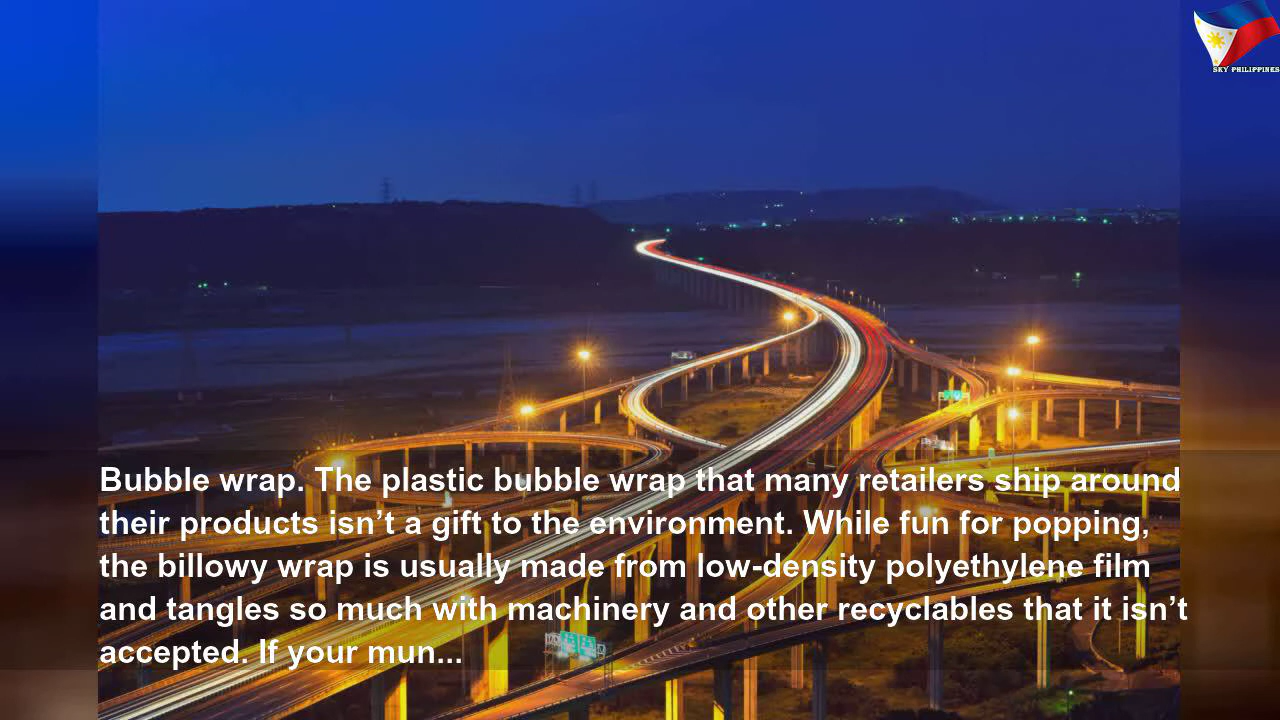 SKY PHILIPPINES
Bubble wrap. The plastic bubble wrap that many retailers ship around
their products isn’t a gift to the environment. While fun for popping,
the billowy wrap is usually made from low-density polyethylene film
and tangles so much with machinery and other recyclables that it isn’t
accepted. If your mun...